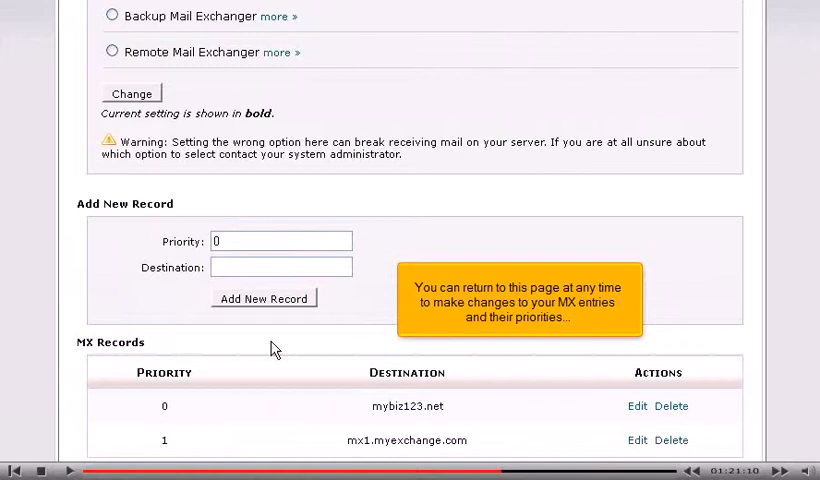 Backup Mail Exchanger more »
Remote Mail Exchanger more »
Change
Current setting is shown in bold.
Warning: Setting the wrong option here can break receiving mail on your server. If you are at all unsure about
which option to select contact your system administrator.
Add New Record
Priority: 0
Destination:
Add New Record
You can return to this page at any time
to make changes to your MX entries
and their priorities...
MX Records
PRIORITY DESTINATION ACTIONS
0 mybiz123.net Edit Delete
1 mx1.myexchange.com Edit Delete
01:21:10